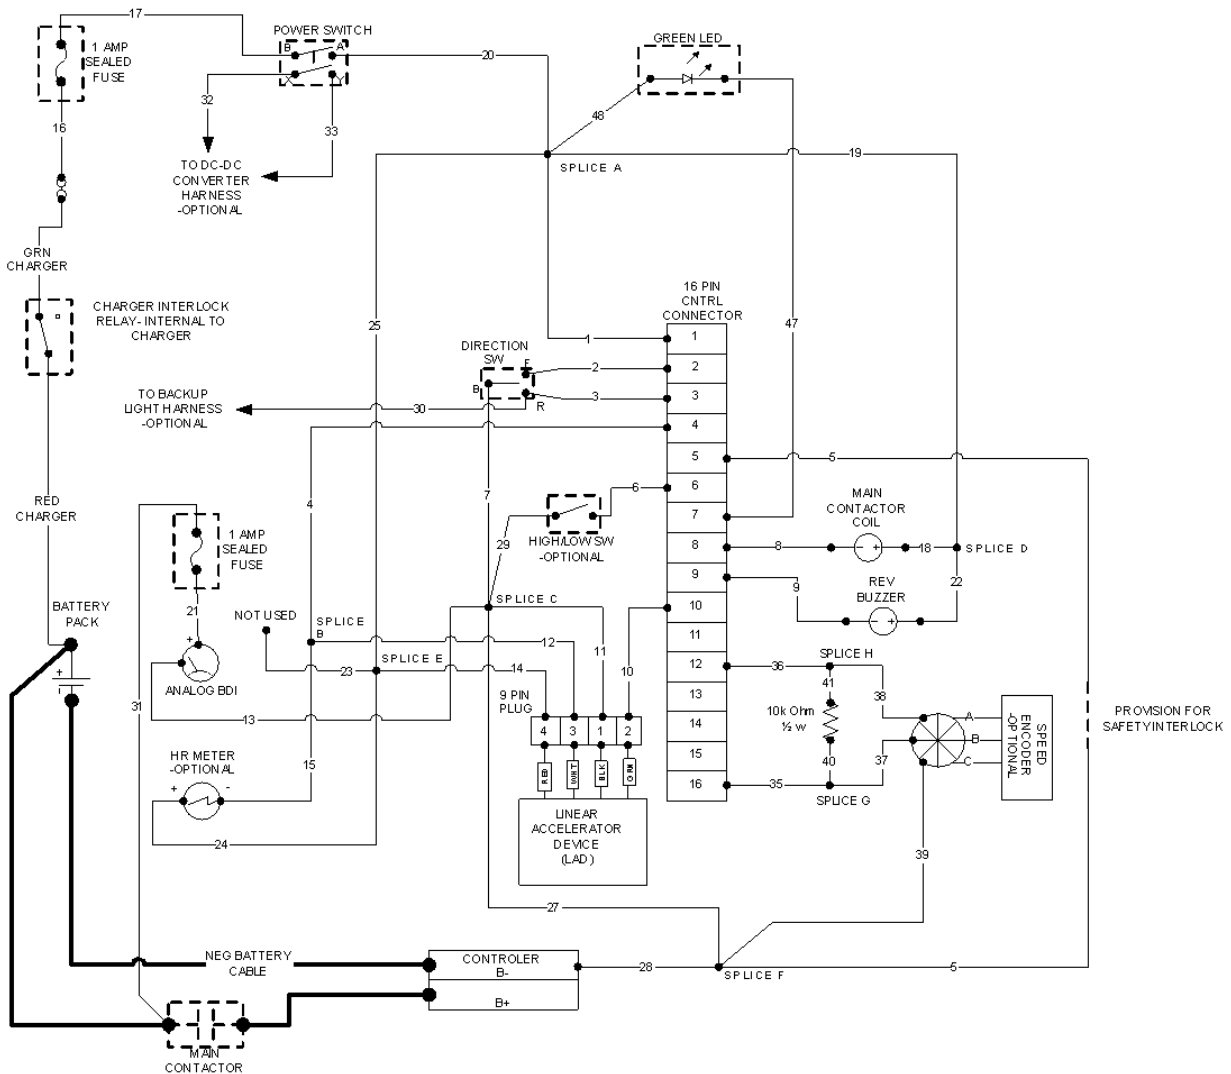 17
POWER SWITCH
B
A
20
GREEN LED
1 AMP
SEALED
FUSE
X
Y
32
33
16
48
TO DC-DC
CONVERTER
HARNESS
-OPTIONAL
SPLICE A
19
GRN
CHARGER
16 PIN
CNTRL
CONNECTOR
CHARGER INTERLOCK
RELAY- INTERNAL TO
CHARGER
25
47
1
1
DIRECTION
SW
F
B
R
2
2
3
3
TO BACKUP
LIGHT HARNESS
-OPTIONAL
30
4
5
5
6
6
7
8
9
10
11
12
13
14
15
16
RED
CHARGER
4
7
1 AMP
SEALED
FUSE
HIGH/LOW SW
-OPTIONAL
29
MAIN
CONTACTOR
COIL
8
- +
18
SPLICE D
REV
BUZZER
9
- +
22
BATTERY
PACK
+
-
21
NOT USED
SPLICE
B
SPLICE C
12
11
10
+
ANALOG BDI
23
SPLICE E
14
31
13
9 PIN
PLUG
4
3
1
2
RED
WHT
BLK
GRN
36
SPLICE H
41
38
10k Ohm
½ w
40
37
35
SPLICE G
A
B
C
SPEED
ENCODER
-OPTIONAL
PROVISION FOR
SAFETY INTERLOCK
HR METER
-OPTIONAL
+
-
15
24
LINEAR
ACCELERATOR
DEVICE
(LAD)
39
27
NEG BATTERY
CABLE
CONTROLER
B-
B+
28
SPLICE F
5
MAIN
CONTACTOR